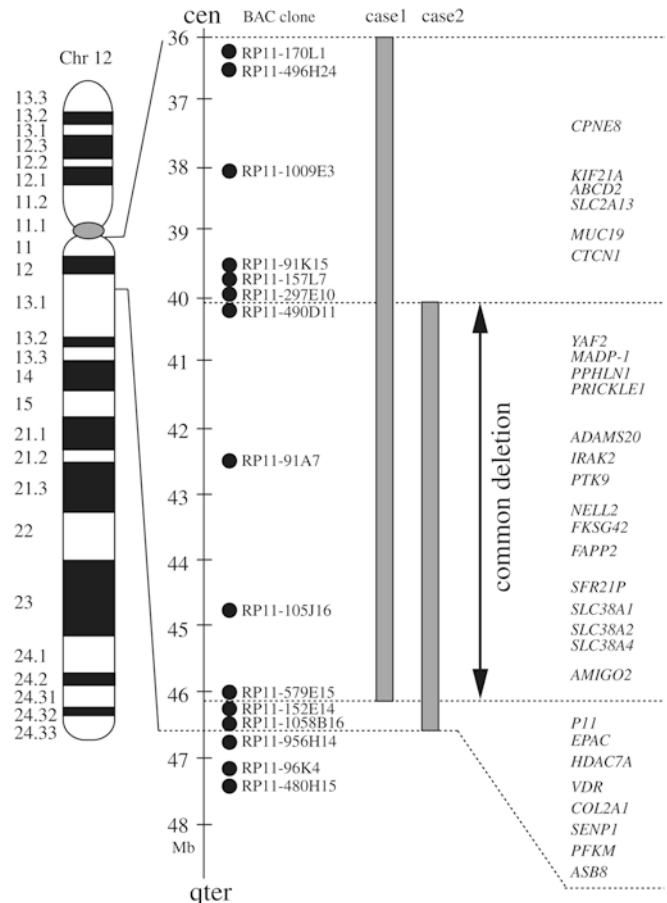 cen
BAC clone
case1
case2
Chr 12
13.3
13.2
13.1
12.3
12.2
12.1
11.2
11.1
11
12
13.1
13.2
13.3
14
15
21.1
21.2
21.3
22
23
24.1
24.2
24.31
24.32
24.33
36
37
38
39
40
41
42
43
44
45
46
47
48
Mb
qter
RP11-170L1
RP11-496H24
RP11-1009E3
RP11-91K15
RP11-157L7
RP11-297E10
RP11-490D11
RP11-91A7
RP11-105J16
RP11-579E15
RP11-152E14
RP11-1058B16
RP11-956H14
RP11-96K4
RP11-480H15
common deletion
CPNE8
KIF21A
ABCD2
SLC2A13
MUC19
CTCN1
YAF2
MADP-1
PPHLN1
PRICKLE1
ADAMS20
IRAK2
PTK9
NELL2
FKSG42
FAPP2
SFR21P
SLC38A1
SLC38A2
SLC38A4
AMIGO2
P11
EPAC
HDAC7A
VDR
COL2A1
SENP1
PFKM
ASB8